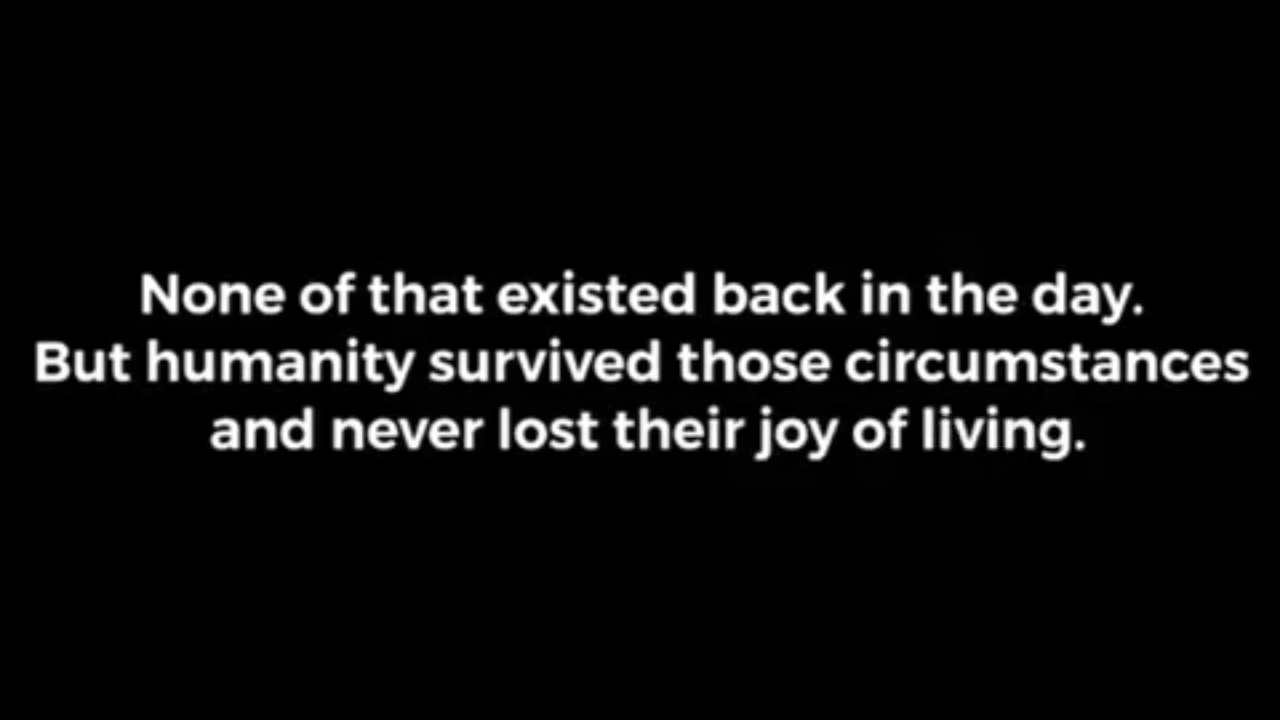 None of that existed back in the day.
But humanity survived those circumstances
and never lost their joy of living.